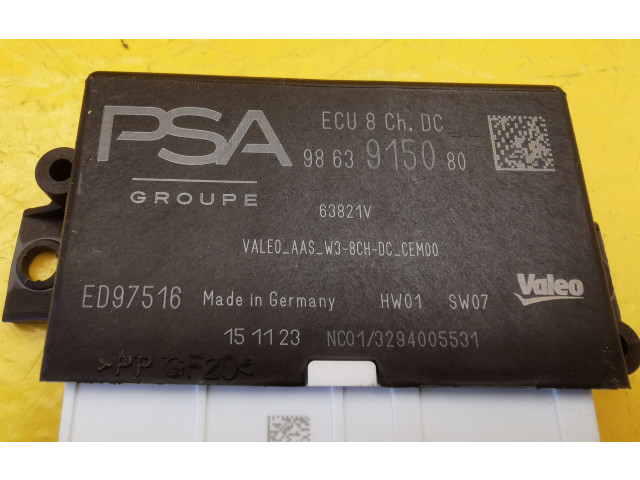 PSA
GROUPE
ECU 8 Ch. DC
98 63 9150 80
63821V
VALEO_AAS_W3-8CH-DC_CEM00
ED97516 Made in Germany HW01 SW07 Valeo
15 11 23 NC01/3294005531
>PP GF20<